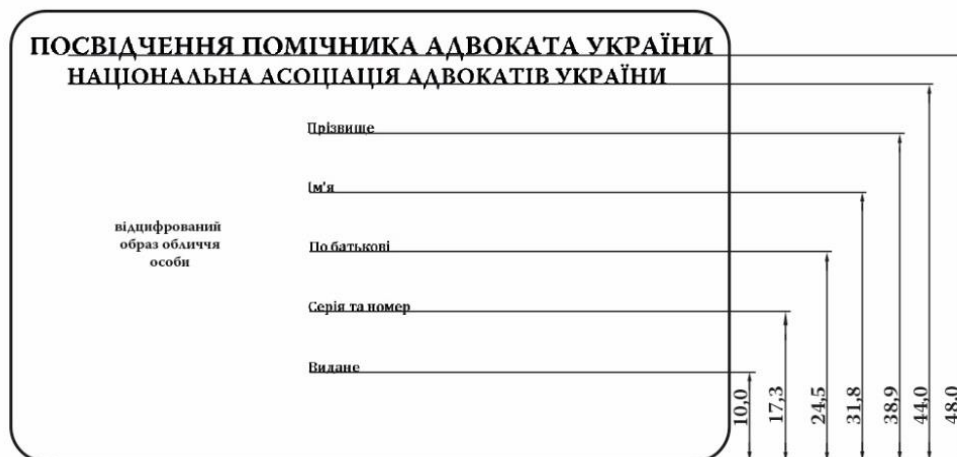 ПОСВІДЧЕННЯ ПОМІЧНИКА АДВОКАТА УКРАЇНИ
НАЦІОНАЛЬНА АСОЦІАЦІЯ АДВОКАТІВ УКРАЇНИ
Прізвище
Ім'я
відцифрований
образ обличчя
особи
По батькові
Серія та номер
Видане
10,0
17,3
24,5
31,8
38,9
44,0
48,0